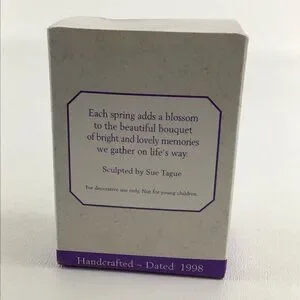 Each spring adds a blossom
to the beautiful bouquet
of bright and lovely memories
we gather on life's way.
Sculpted by Sue Tague
For decorative use only. Not for young children.
Handcrafted – Dated 1998